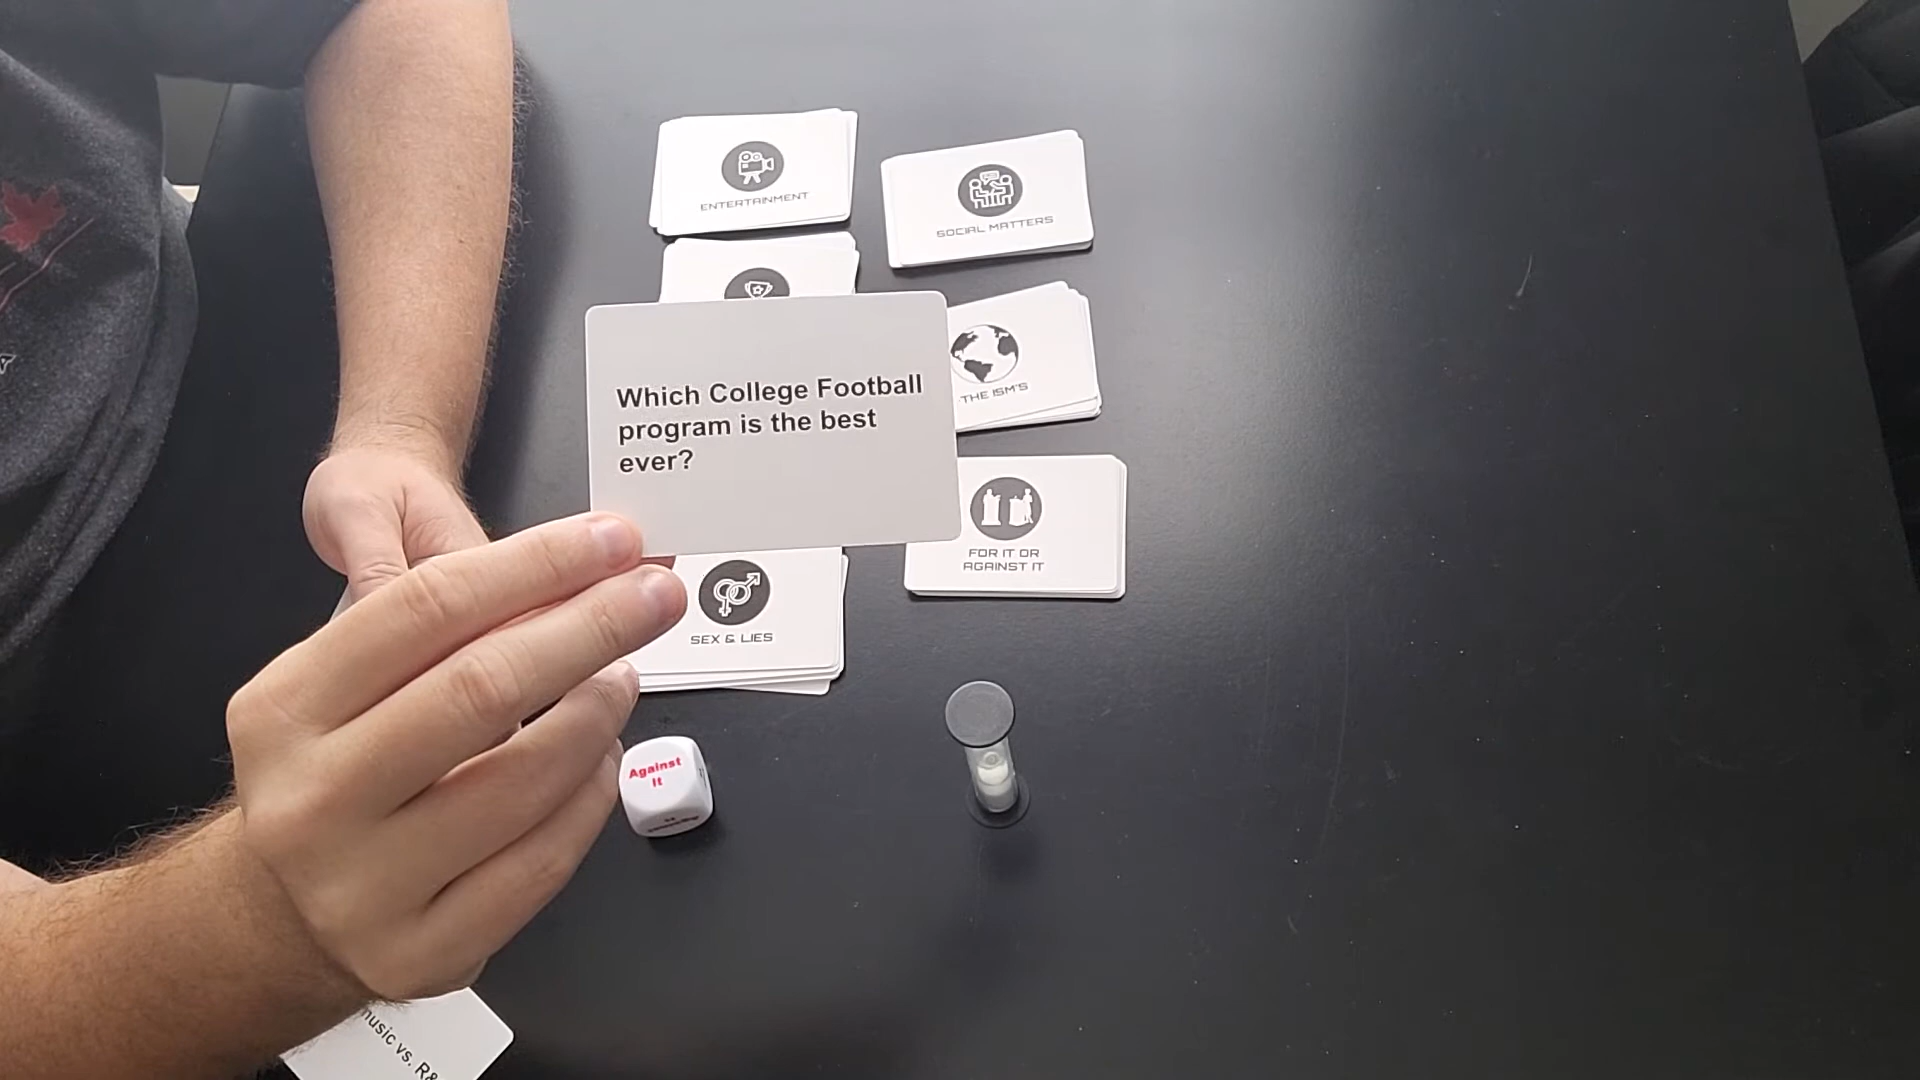 ENTERTAINMENT
SOCIAL MATTERS
Which College Football
program is the best
ever?
THE ISM'S
FOR IT OR
AGAINST IT
SEX & LIES
Against
It
music vs. R&